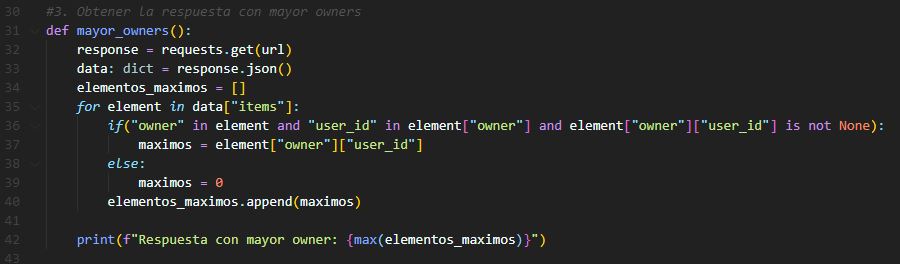 30 #3. Obtener la respuesta con mayor owners
31 def mayor_owners():
32     response = requests.get(url)
33     data: dict = response.json()
34     elementos_maximos = []
35     for element in data["items"]:
36         if("owner" in element and "user_id" in element["owner"] and element["owner"]["user_id"] is not None):
37             maximos = element["owner"]["user_id"]
38         else:
39             maximos = 0
40         elementos_maximos.append(maximos)
41
42     print(f"Respuesta con mayor owner: {max(elementos_maximos)}")
43